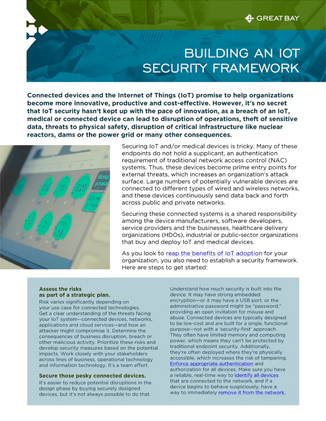 GREAT BAY
BUILDING AN IOT
SECURITY FRAMEWORK
Connected devices and the Internet of Things (IoT) promise to help organizations
become more innovative, productive and cost-effective. However, it's no secret
that IoT security hasn't kept up with the pace of innovation, as a breach of an IoT,
medical or connected device can lead to disruption of operations, theft of sensitive
data, threats to physical safety, disruption of critical infrastructure like nuclear
reactors, dams or the power grid or many other consequences.
Securing IoT and/or medical devices is tricky. Many of these
endpoints do not hold a supplicant, an authentication
requirement of traditional network access control (NAC)
systems. Thus, these devices become prime entry points for
external threats, which increases an organization's attack
surface. Large numbers of potentially vulnerable devices are
connected to different types of wired and wireless networks,
and these devices continuously send data back and forth
across public and private networks.
Securing these connected systems is a shared responsibility
among the device manufacturers, software developers,
service providers and the businesses, healthcare delivery
organizations (HDOs), industrial or public-sector organizations
that buy and deploy IoT and medical devices.
As you look to reap the benefits of IoT adoption for your
organization, you also need to establish a security framework.
Here are steps to get started:
Assess the risks
as part of a strategic plan.
Risk varies significantly depending on
your use case for connected technologies.
Get a clear understanding of the threats facing
your IoT system—connected devices, networks,
applications and cloud services—and how an
attacker might compromise it. Determine the
consequences of business disruption, breach or
other malicious activity. Prioritize these risks and
develop security measures based on the potential
impacts. Work closely with your stakeholders
across lines of business, operational technology
and information technology. It's a team effort.
Secure those pesky connected devices.
It's easier to reduce potential disruptions in the
design phase by buying securely designed
devices, but it's not always possible to do that.
Understand how much security is built into the
device. It may have strong embedded
encryption—or it may have a USB port, or the
administrative password might be "password,"
providing an open invitation for misuse and
abuse. Connected devices are typically designed
to be low-cost and are built for a single, functional
purpose—not with a 'security-first' approach.
They often have limited memory and computing
power, which means they can't be protected by
traditional endpoint security. Additionally,
they're often deployed where they're physically
accessible, which increases the risk of tampering.
Enforce appropriate authentication and
authorization for all devices. Make sure you have
a reliable, real-time way to identify all devices
that are connected to the network, and if a
device begins to behave suspiciously, have a
way to immediately remove it from the network.